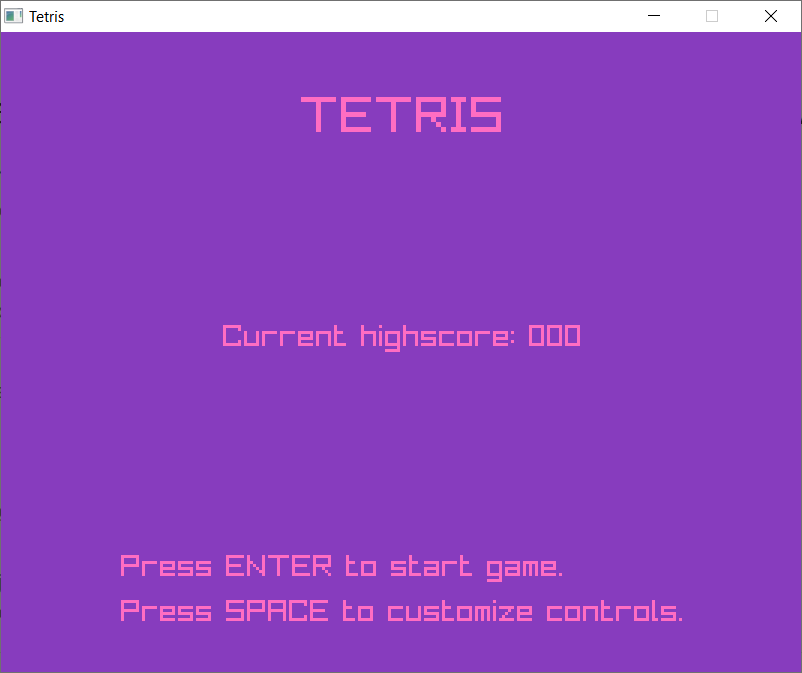 Tetris
TETRIS
Current highscore: 000
Press ENTER to start game.
Press SPACE to customize controls.